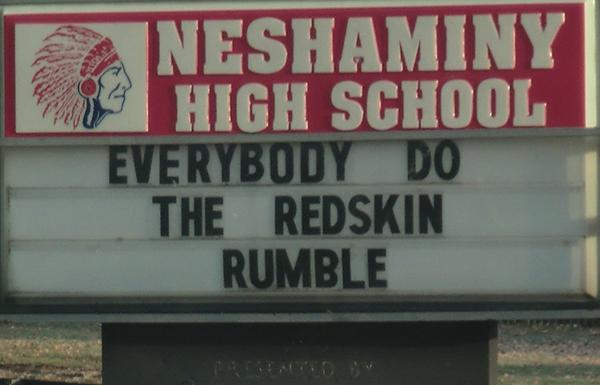 NESHAMINY
HIGH SCHOOL
EVERYBODY DO
THE REDSKIN
RUMBLE
PRESENTED BY